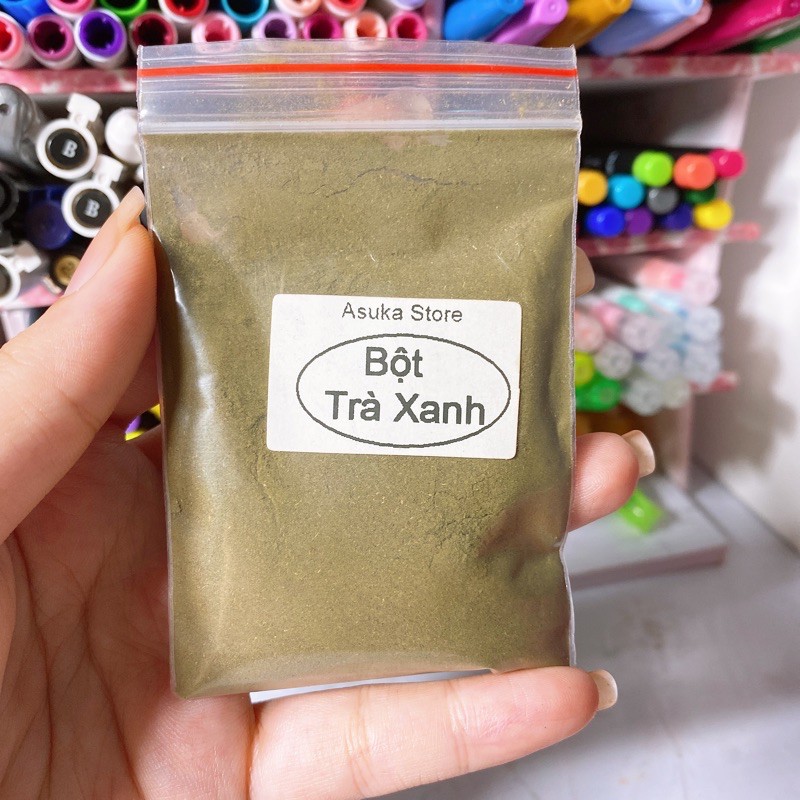 Asuka Store
Bột
Trà Xanh
B
B